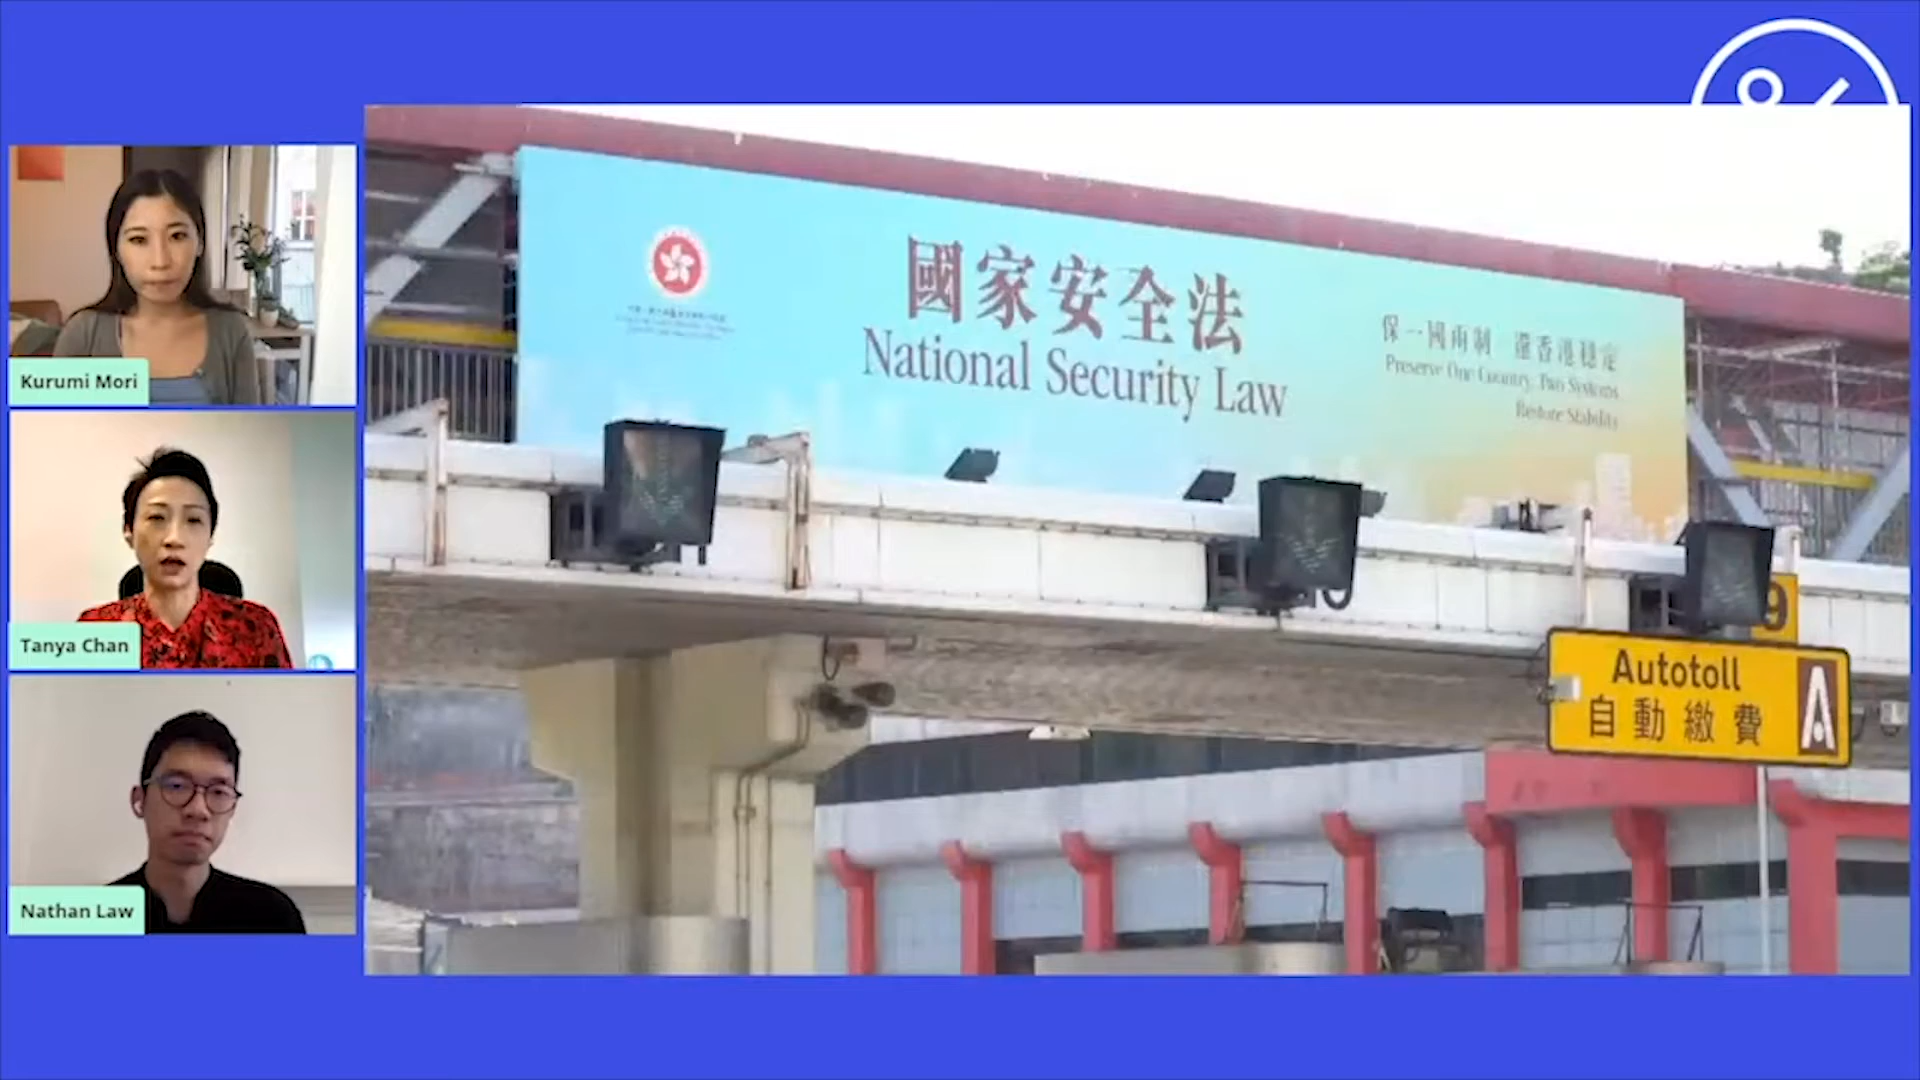 Kurumi Mori
Tanya Chan
Nathan Law
國家安全法
National Security Law
保一國兩制 還香港穩定
Preserve One Country, Two Systems
Restore Stability
9
Autotoll
自動繳費
A